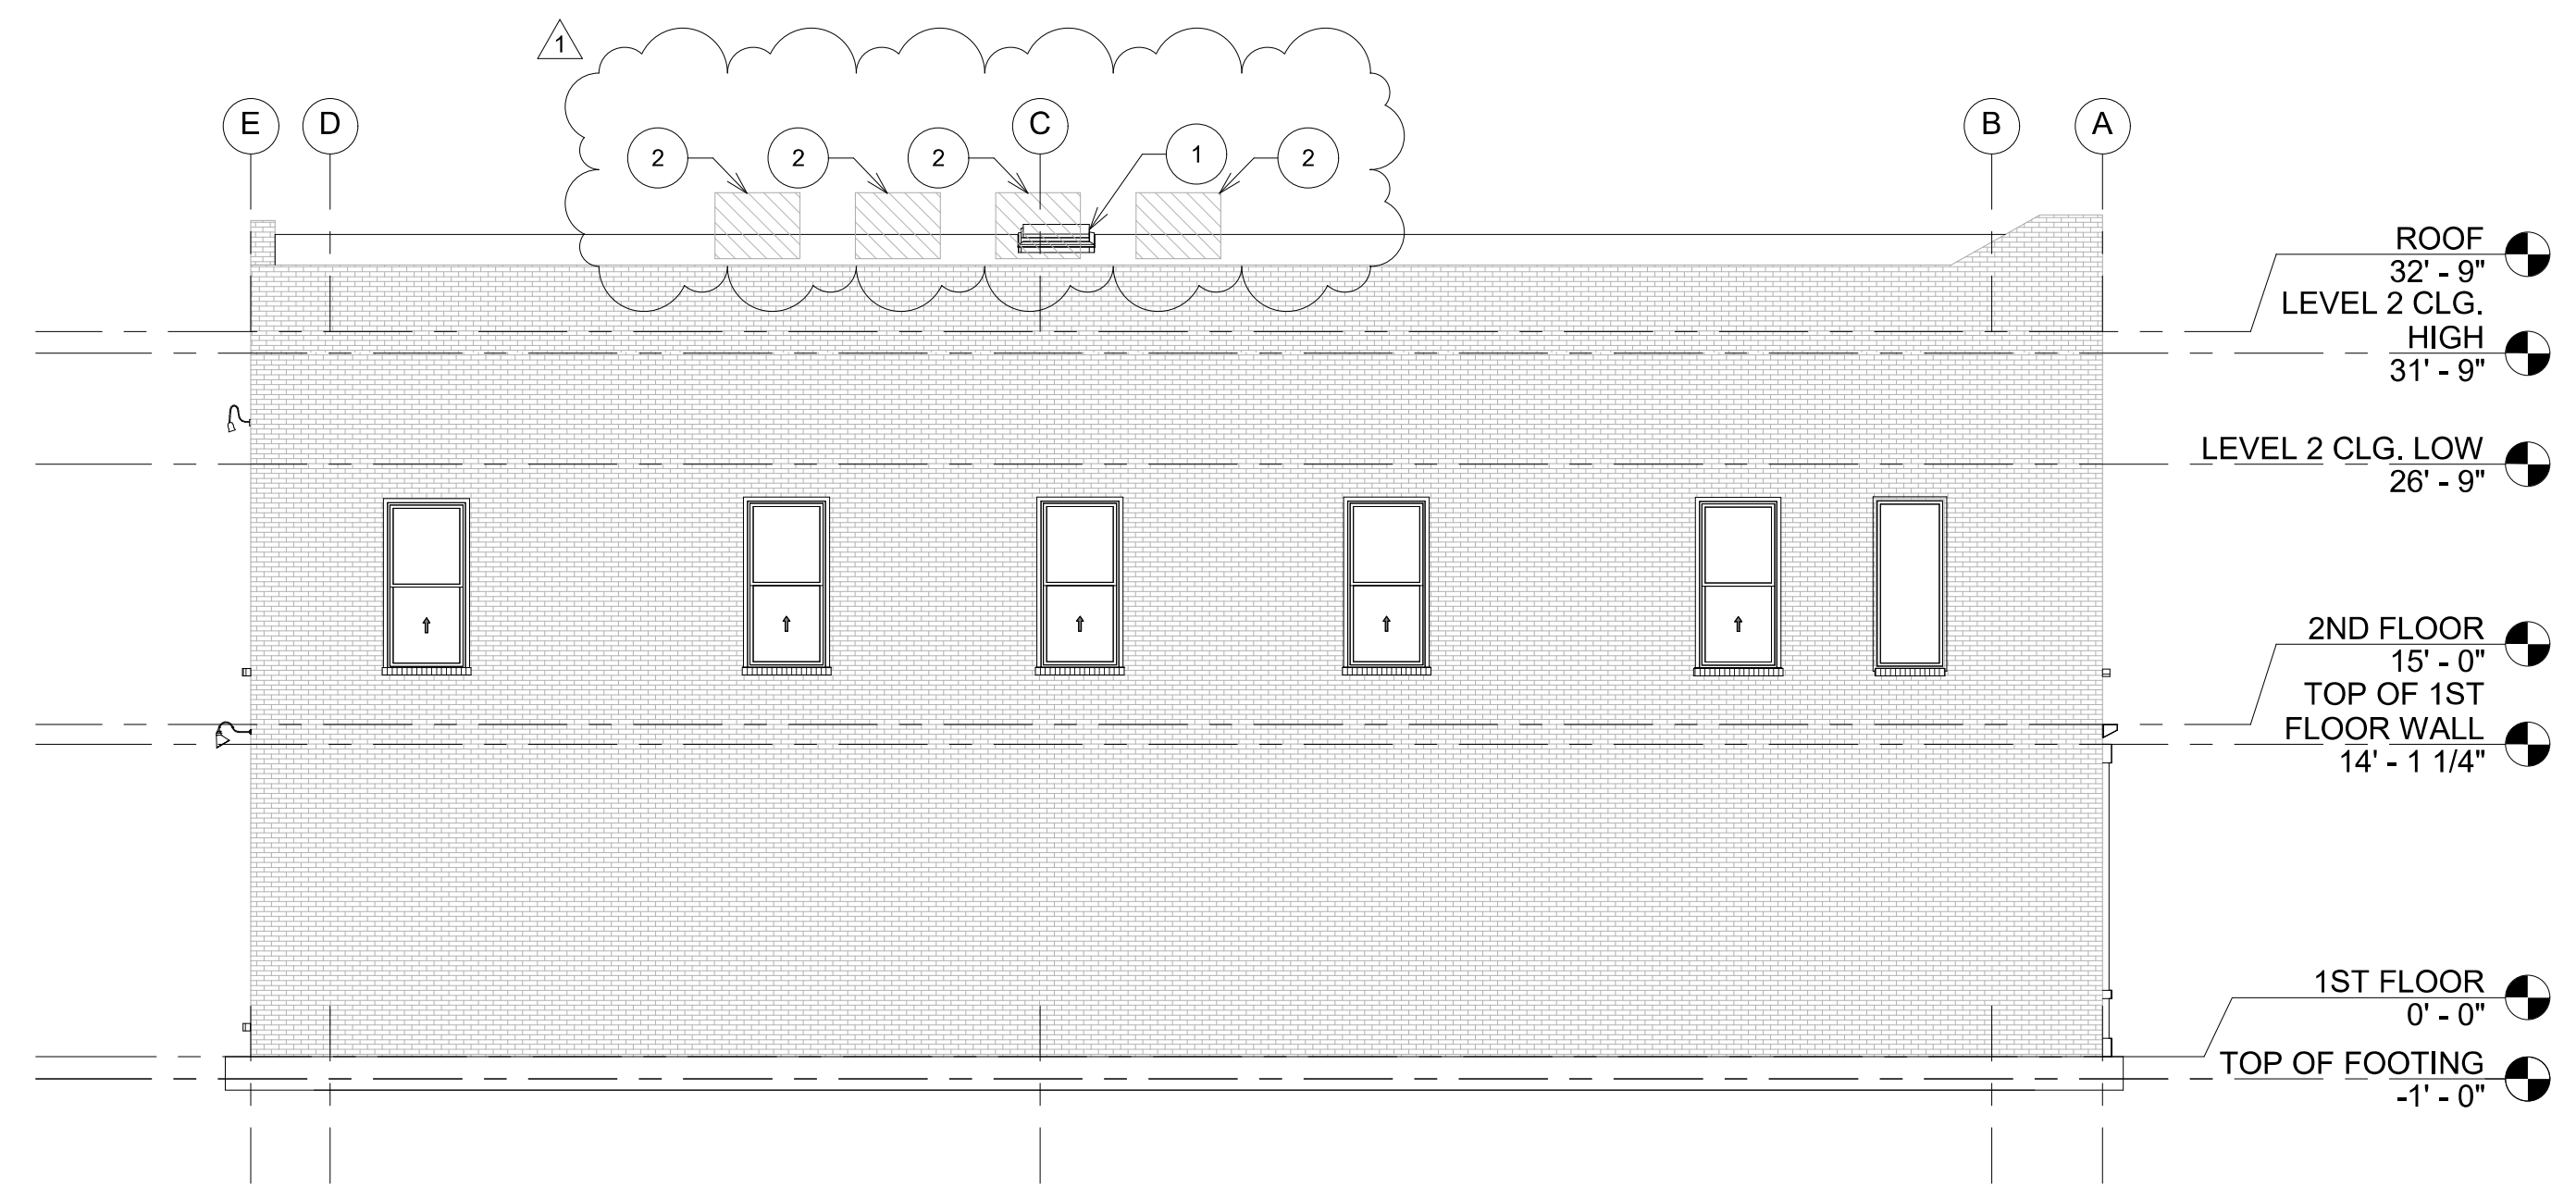 1
E
D
C
B
A
2
2
2
1
2
ROOF
32' - 9"
LEVEL 2 CLG.
HIGH
31' - 9"
LEVEL 2 CLG. LOW
26' - 9"
2ND FLOOR
15' - 0"
TOP OF 1ST
FLOOR WALL
14' - 1 1/4"
1ST FLOOR
0' - 0"
TOP OF FOOTING
-1' - 0"